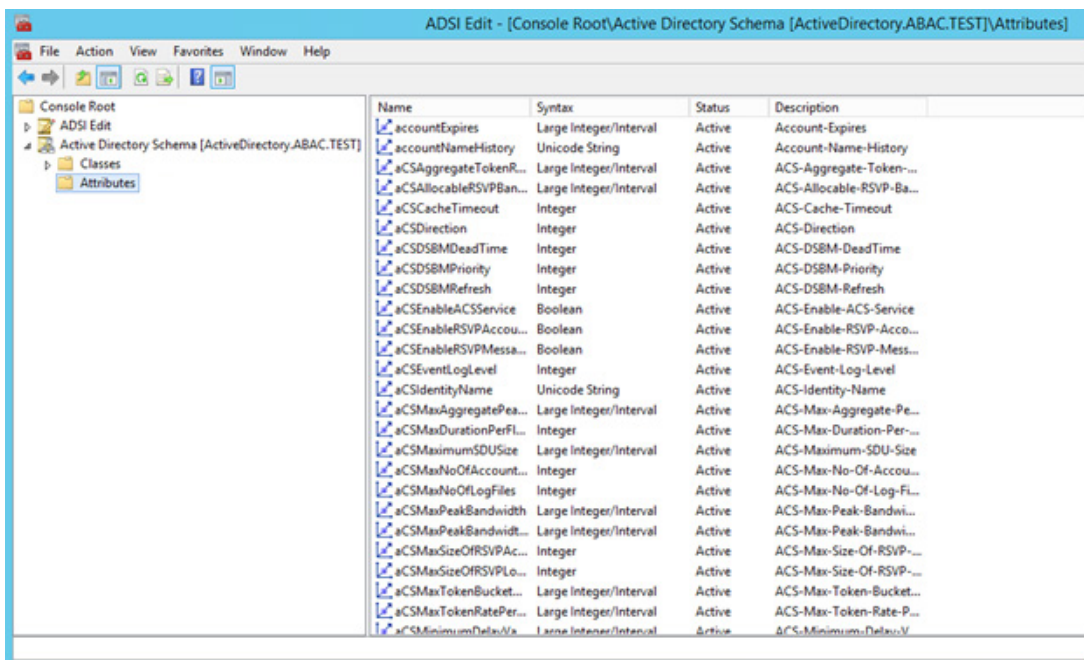 ADSI Edit - [Console Root\Active Directory Schema [ActiveDirectory.ABAC.TEST]\Attributes]
File Action View Favorites Window Help
Console Root
ADSI Edit
Active Directory Schema [ActiveDirectory.ABAC.TEST]
Classes
Attributes
Name Syntax Status Description
accountExpires Large Integer/Interval Active Account-Expires
accountNameHistory Unicode String Active Account-Name-History
aCSAggregateTokenR... Large Integer/Interval Active ACS-Aggregate-Token-...
aCSAllocableRSVPBan... Large Integer/Interval Active ACS-Allocable-RSVP-Ba...
aCSCacheTimeout Integer Active ACS-Cache-Timeout
aCSDirection Integer Active ACS-Direction
aCSDSBMDeadTime Integer Active ACS-DSBM-DeadTime
aCSDSBMPriority Integer Active ACS-DSBM-Priority
aCSDSBMRefresh Integer Active ACS-DSBM-Refresh
aCSEnableACSService Boolean Active ACS-Enable-ACS-Service
aCSEnableRSVPAccou... Boolean Active ACS-Enable-RSVP-Acco...
aCSEnableRSVPMessa... Boolean Active ACS-Enable-RSVP-Mess...
aCSEventLogLevel Integer Active ACS-Event-Log-Level
aCSIdentityName Unicode String Active ACS-Identity-Name
aCSMaxAggregatePea... Large Integer/Interval Active ACS-Max-Aggregate-Pe...
aCSMaxDurationPerFl... Integer Active ACS-Max-Duration-Per-...
aCSMaximumSDUSize Large Integer/Interval Active ACS-Maximum-SDU-Size
aCSMaxNoOfAccount... Integer Active ACS-Max-No-Of-Accou...
aCSMaxNoOfLogFiles Integer Active ACS-Max-No-Of-Log-Fi...
aCSMaxPeakBandwidth Large Integer/Interval Active ACS-Max-Peak-Bandwi...
aCSMaxPeakBandwidt... Large Integer/Interval Active ACS-Max-Peak-Bandwi...
aCSMaxSizeOfRSVPAc... Integer Active ACS-Max-Size-Of-RSVP-...
aCSMaxSizeOfRSVPLo... Integer Active ACS-Max-Size-Of-RSVP-...
aCSMaxTokenBucket... Large Integer/Interval Active ACS-Max-Token-Bucket...
aCSMaxTokenRatePer... Large Integer/Interval Active ACS-Max-Token-Rate-P...
aCSMinimumDelayVa... Large Integer/Interval Active ACS-Minimum-Delay-V...